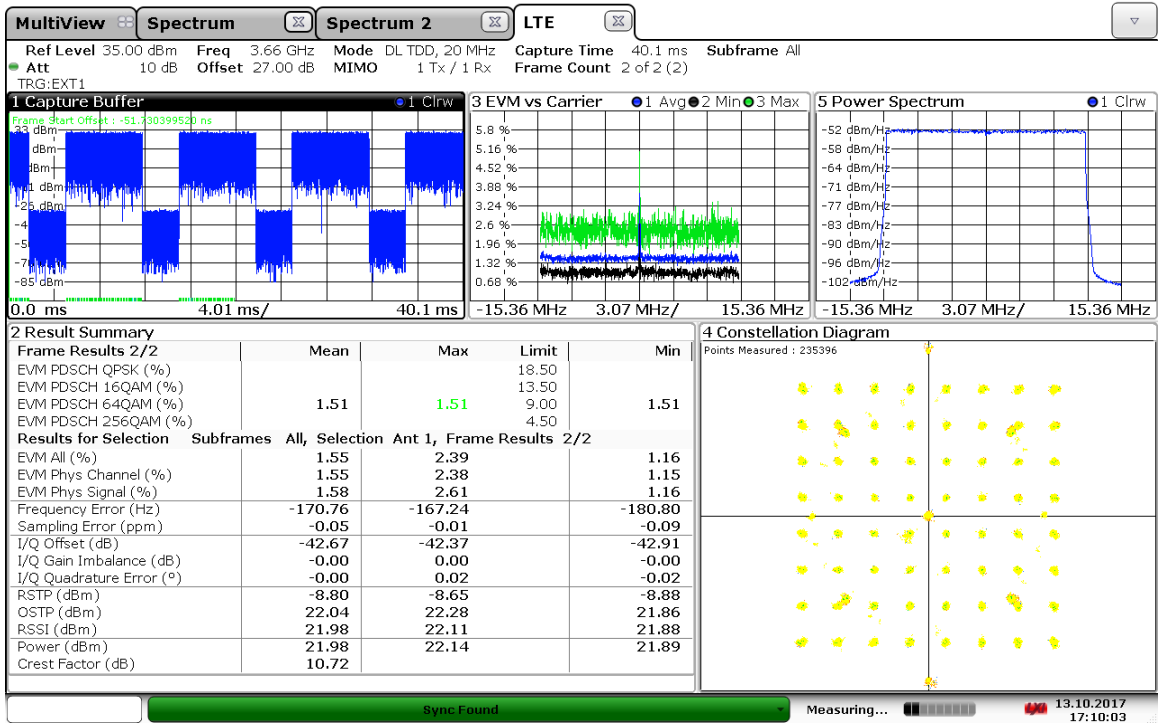 MultiView Spectrum Spectrum 2 LTE
Ref Level 35.00 dBm Freq 3.66 GHz Mode DL TDD, 20 MHz Capture Time 40.1 ms Subframe All
Att 10 dB Offset 27.00 dB MIMO 1 Tx / 1 Rx Frame Count 2 of 2 (2)
TRG:EXT1
1 Capture Buffer 1 Clrw
Frame Start Offset : -51.730399520 ns
33 dBm
dBm
dBm
1 dBm
-26 dBm
-4
-5
-7
-85 dBm
0.0 ms 4.01 ms/ 40.1 ms
3 EVM vs Carrier 1 Avg 2 Min 3 Max
5.8 %
5.16 %
4.52 %
3.88 %
3.24 %
2.6 %
1.96 %
1.32 %
0.68 %
-15.36 MHz 3.07 MHz/ 15.36 MHz
5 Power Spectrum 1 Clrw
-52 dBm/Hz
-58 dBm/Hz
-64 dBm/Hz
-71 dBm/Hz
-77 dBm/Hz
-83 dBm/Hz
-90 dBm/Hz
-96 dBm/Hz
-102 dBm/Hz
-15.36 MHz 3.07 MHz/ 15.36 MHz
2 Result Summary
Frame Results 2/2 Mean Max Limit Min
EVM PDSCH QPSK (%) 18.50
EVM PDSCH 16QAM (%) 13.50
EVM PDSCH 64QAM (%) 1.51 1.51 9.00 1.51
EVM PDSCH 256QAM (%) 4.50
Results for Selection Subframes All, Selection Ant 1, Frame Results 2/2
EVM All (%) 1.55 2.39 1.16
EVM Phys Channel (%) 1.55 2.38 1.15
EVM Phys Signal (%) 1.58 2.61 1.16
Frequency Error (Hz) -170.76 -167.24 -180.80
Sampling Error (ppm) -0.05 -0.01 -0.09
I/Q Offset (dB) -42.67 -42.37 -42.91
I/Q Gain Imbalance (dB) -0.00 0.00 -0.00
I/Q Quadrature Error (°) -0.00 0.02 -0.02
RSTP (dBm) -8.80 -8.65 -8.88
OSTP (dBm) 22.04 22.28 21.86
RSSI (dBm) 21.98 22.11 21.88
Power (dBm) 21.98 22.14 21.89
Crest Factor (dB) 10.72
4 Constellation Diagram
Points Measured : 235396
Sync Found
Measuring...
13.10.2017
17:10:03